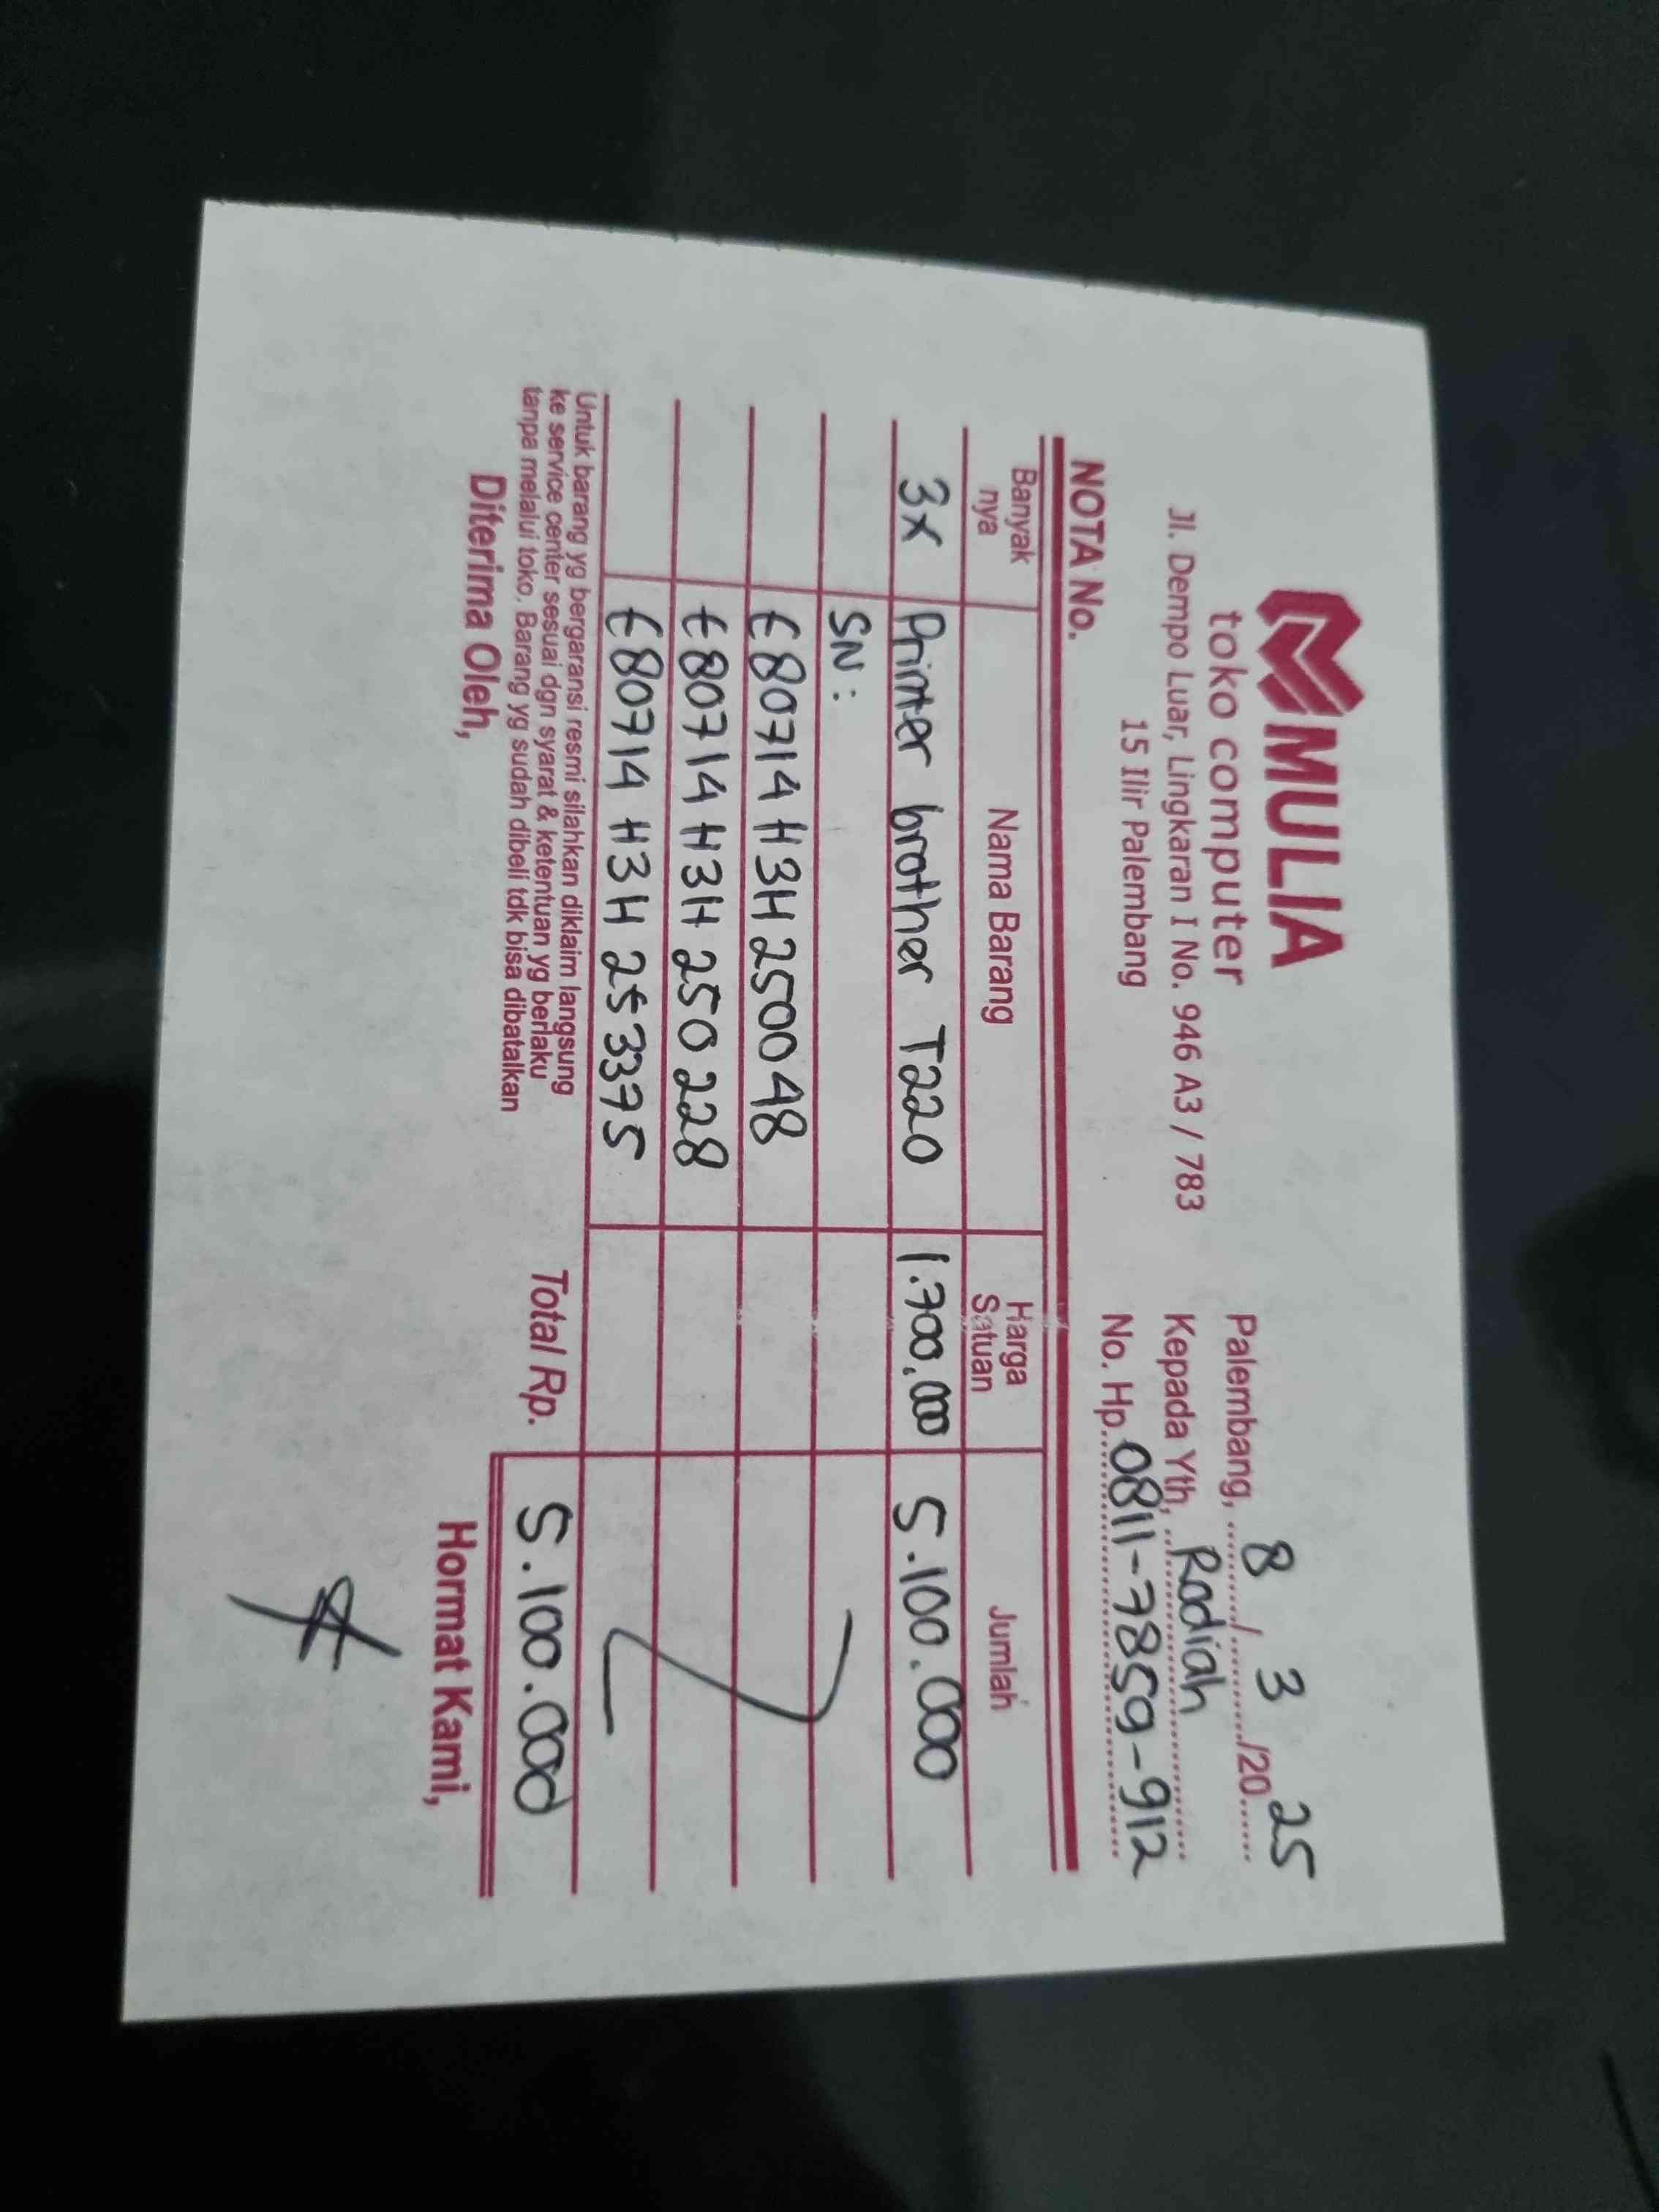 MULIA
toko computer
Jl. Dempo Luar, Lingkaran I No. 946 A3 / 783
15 Ilir Palembang
Palembang, 8 / 3 /2025
Kepada Yth, Rodiah
No. Hp. 0811-7859-912
NOTA No.
Banyak nya Nama Barang Harga Satuan Jumlah
3x Printer brother T220 1.700.000 5.100.000
SN:
E80714H3H250048
E80714H3H250228
E80714H3H253375
Untuk barang yg bergaransi resmi silahkan diklaim langsung
ke service center sesuai dgn syarat & ketentuan yg berlaku
tanpa melalui toko. Barang yg sudah dibeli tdk bisa dibatalkan
Total Rp. 5.100.000
Diterima Oleh, Hormat Kami,